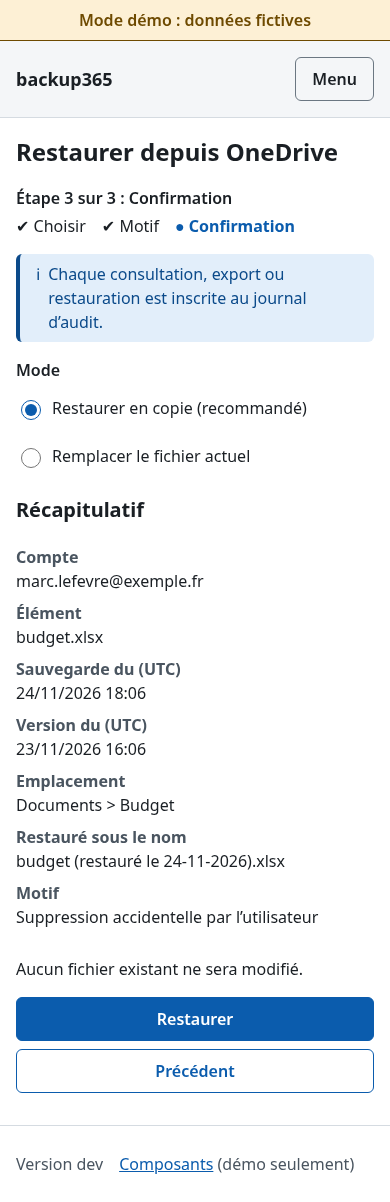 Mode démo : données fictives
backup365
Menu
Restaurer depuis OneDrive
Étape 3 sur 3 : Confirmation
✔ Choisir ✔ Motif ● Confirmation
i Chaque consultation, export ou
restauration est inscrite au journal
d’audit.
Mode
Restaurer en copie (recommandé)
Remplacer le fichier actuel
Récapitulatif
Compte
marc.lefevre@exemple.fr
Élément
budget.xlsx
Sauvegarde du (UTC)
24/11/2026 18:06
Version du (UTC)
23/11/2026 16:06
Emplacement
Documents > Budget
Restauré sous le nom
budget (restauré le 24-11-2026).xlsx
Motif
Suppression accidentelle par l’utilisateur
Aucun fichier existant ne sera modifié.
Restaurer
Précédent
Version dev Composants (démo seulement)